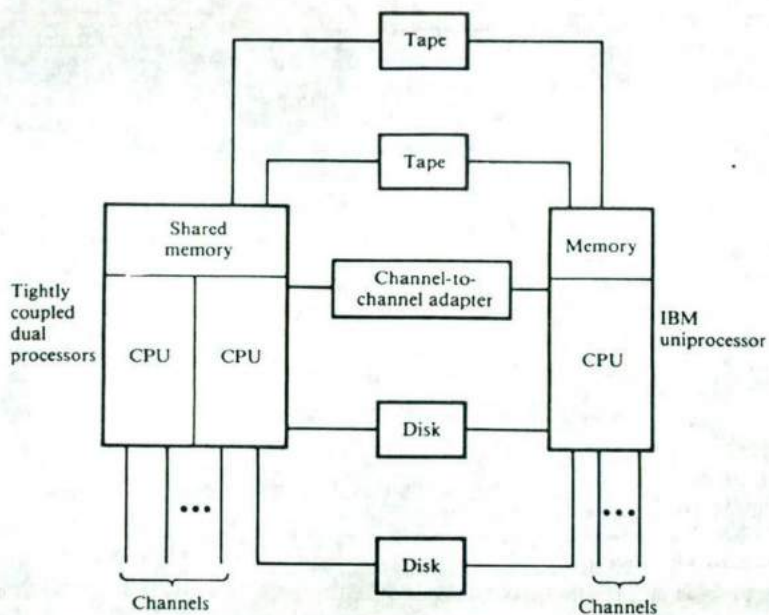 Tape
Tape
Shared
memory
Memory
Tightly
coupled
dual
processors
Channel-to-
channel adapter
IBM
uniprocessor
CPU
CPU
CPU
Disk
•••
•••
Disk
Channels
Channels